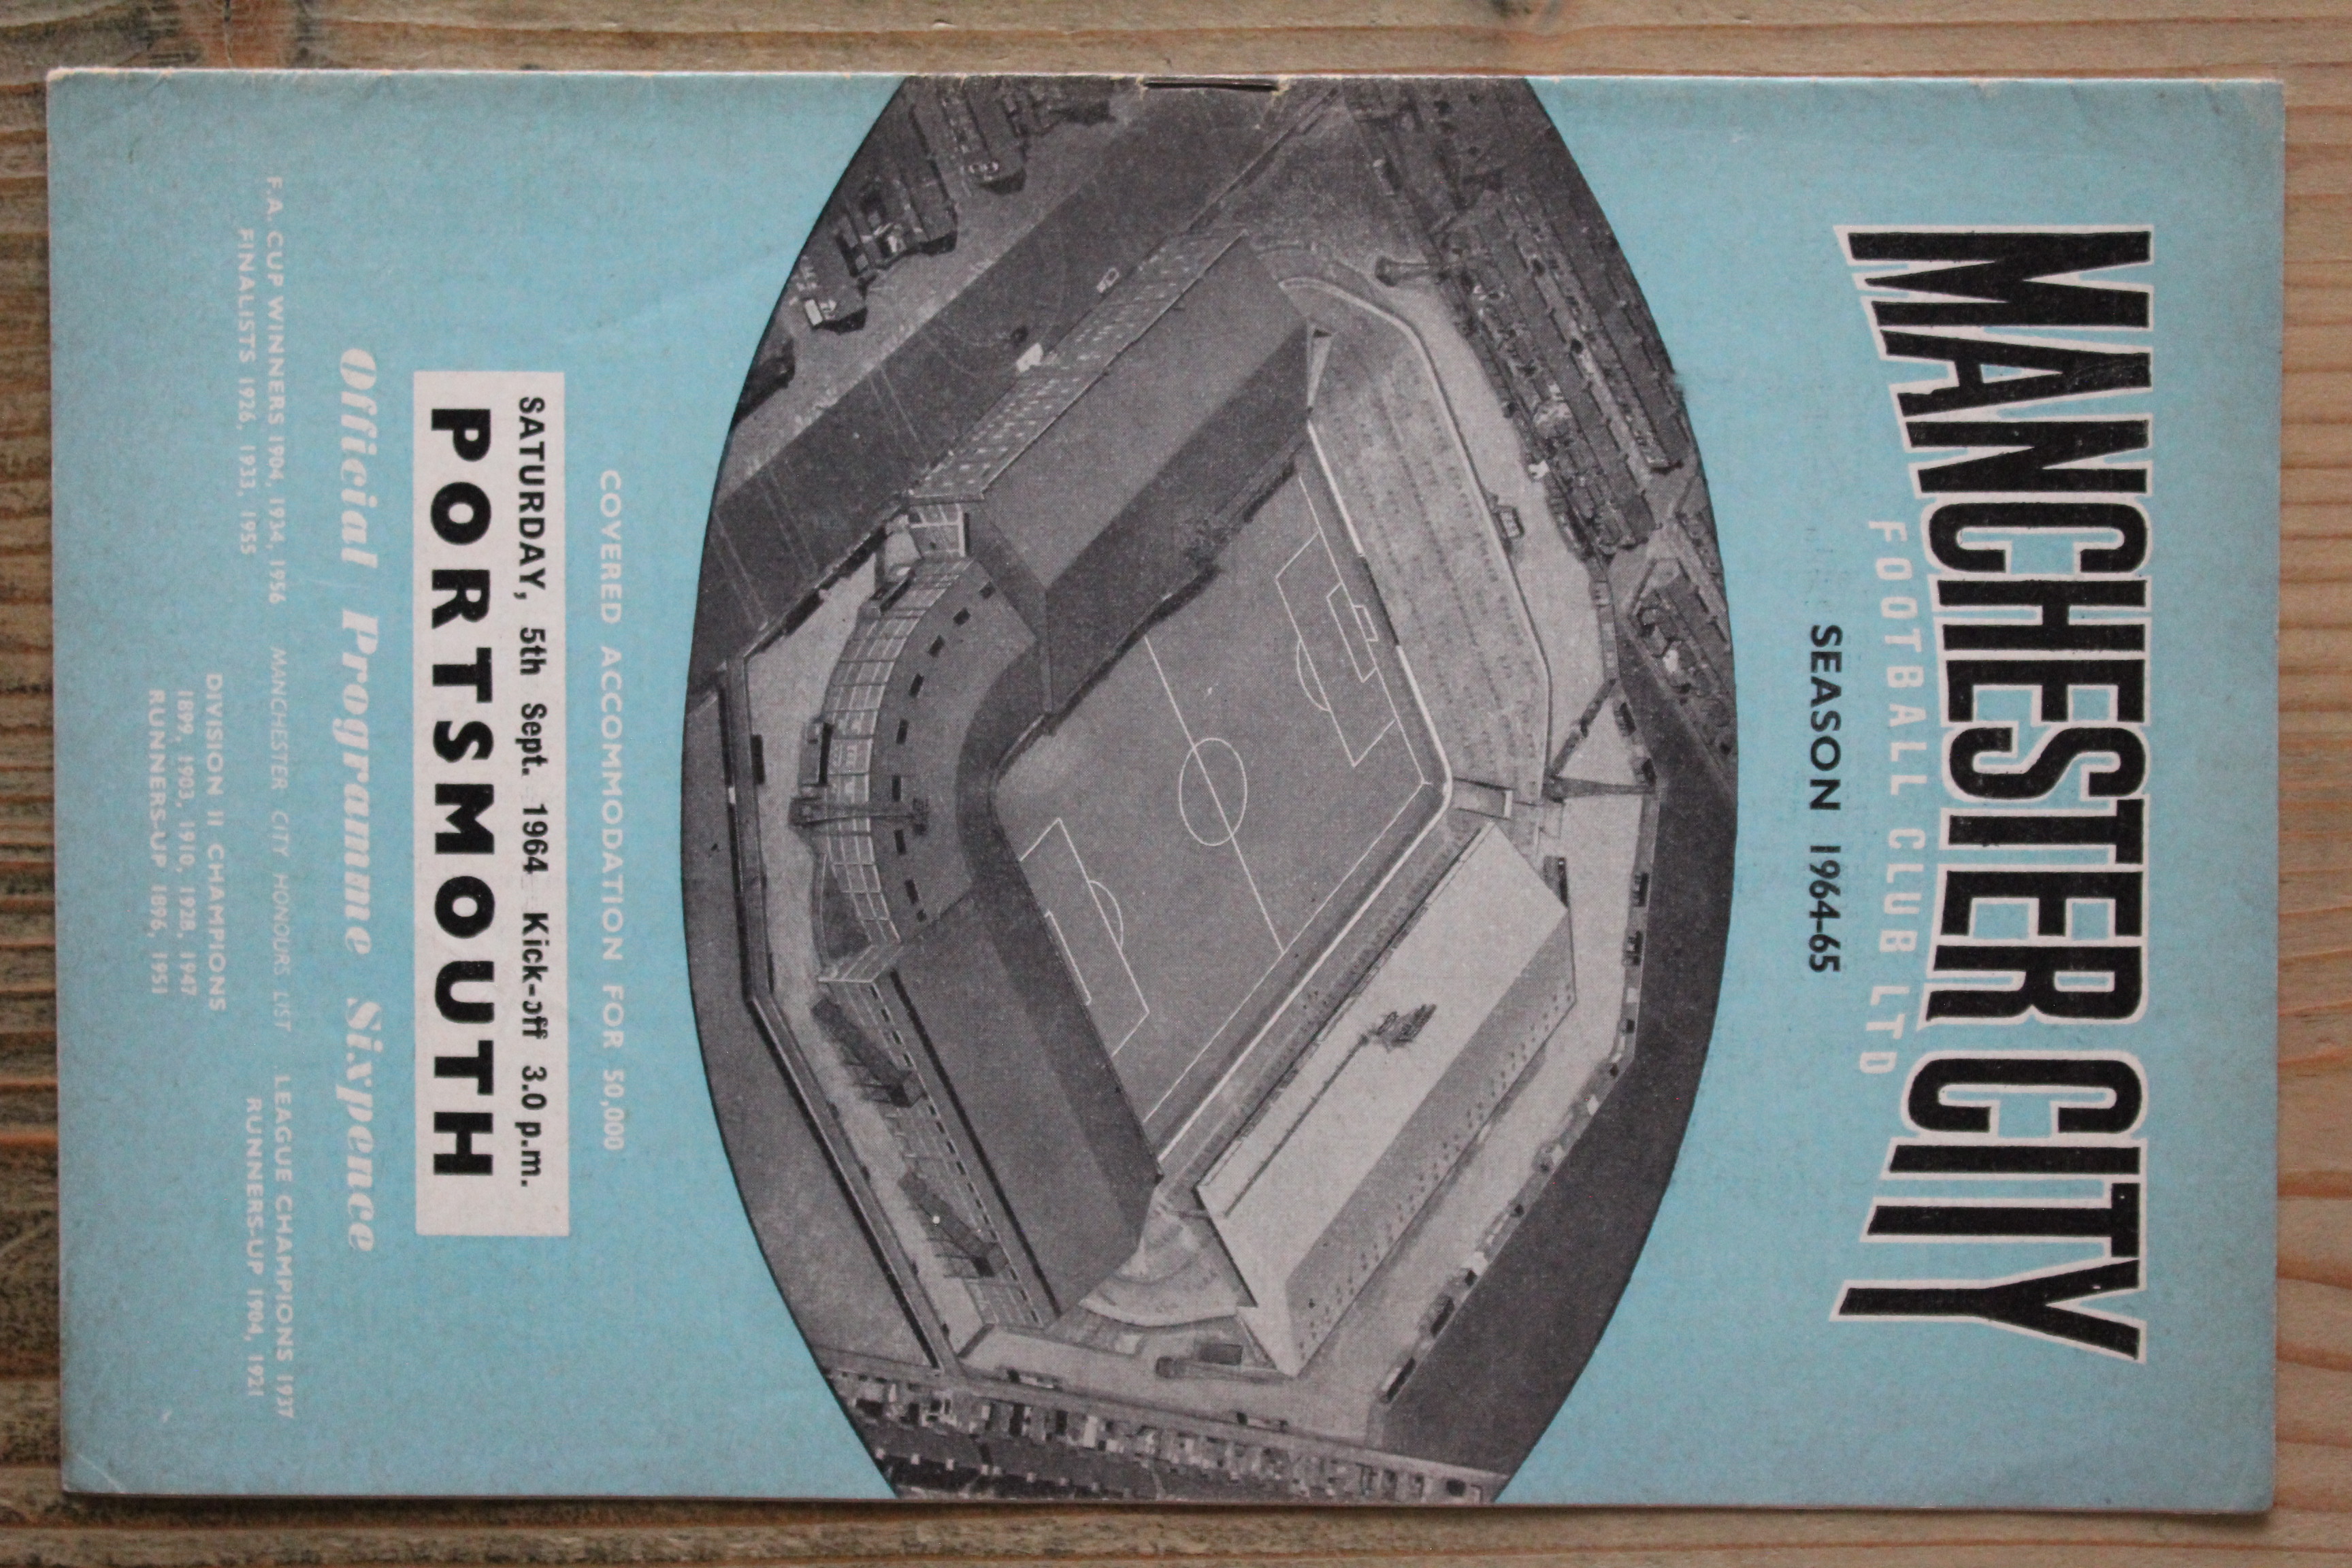 MANCHESTER CITY
FOOTBALL CLUB LTD
SEASON 1964-65
COVERED ACCOMMODATION FOR 50,000
SATURDAY, 5th Sept. 1964 Kick-off 3.0 p.m.
PORTSMOUTH
Official Programme Sixpence
MANCHESTER CITY HONOURS LIST
F.A. CUP WINNERS 1904, 1934, 1956
FINALISTS 1926, 1933, 1955
DIVISION II CHAMPIONS
1899, 1903, 1910, 1928, 1947
RUNNERS-UP 1896, 1951
LEAGUE CHAMPIONS 1937
RUNNERS-UP 1904, 1921